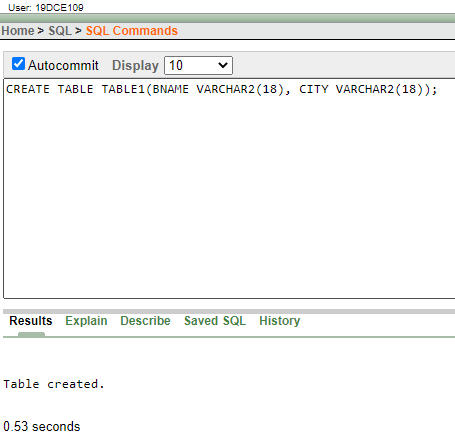 User: 19DCE109
Home > SQL > SQL Commands
Autocommit Display 10
CREATE TABLE TABLE1(BNAME VARCHAR2(18), CITY VARCHAR2(18));
Results Explain Describe Saved SQL History
Table created.
0.53 seconds